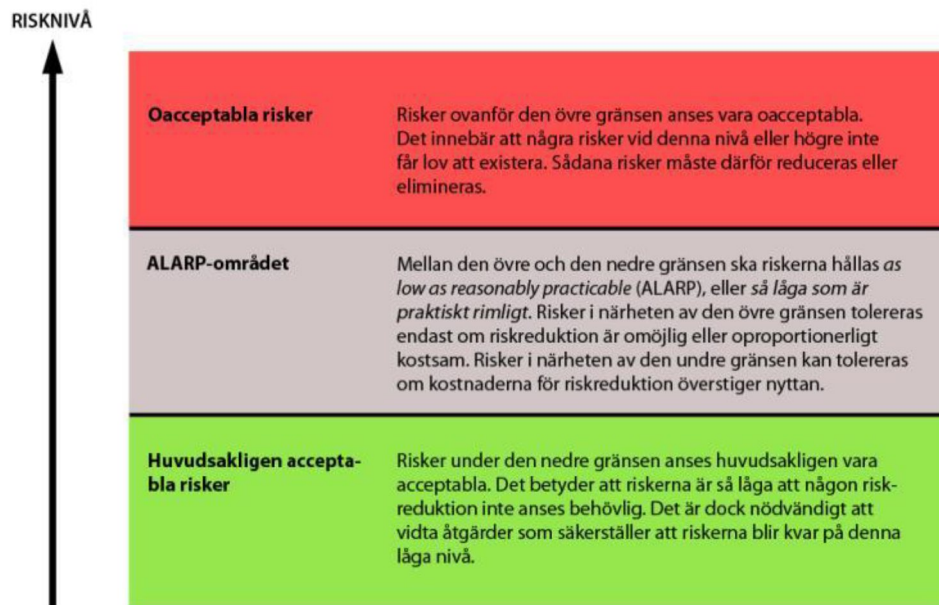 RISKNIVÅ
Oacceptabla risker
Risker ovanför den övre gränsen anses vara oacceptabla.
Det innebär att några risker vid denna nivå eller högre inte
får lov att existera. Sådana risker måste därför reduceras eller
elimineras.
ALARP-området
Mellan den övre och den nedre gränsen ska riskerna hållas as
low as reasonably practicable (ALARP), eller så låga som är
praktiskt rimligt. Risker i närheten av den övre gränsen tolereras
endast om riskreduktion är omöjlig eller oproportionerligt
kostsam. Risker i närheten av den undre gränsen kan tolereras
om kostnaderna för riskreduktion överstiger nyttan.
Huvudsakligen accepta-
bla risker
Risker under den nedre gränsen anses huvudsakligen vara
acceptabla. Det betyder att riskerna är så låga att någon risk-
reduktion inte anses behövlig. Det är dock nödvändigt att
vidta åtgärder som säkerställer att riskerna blir kvar på denna
låga nivå.